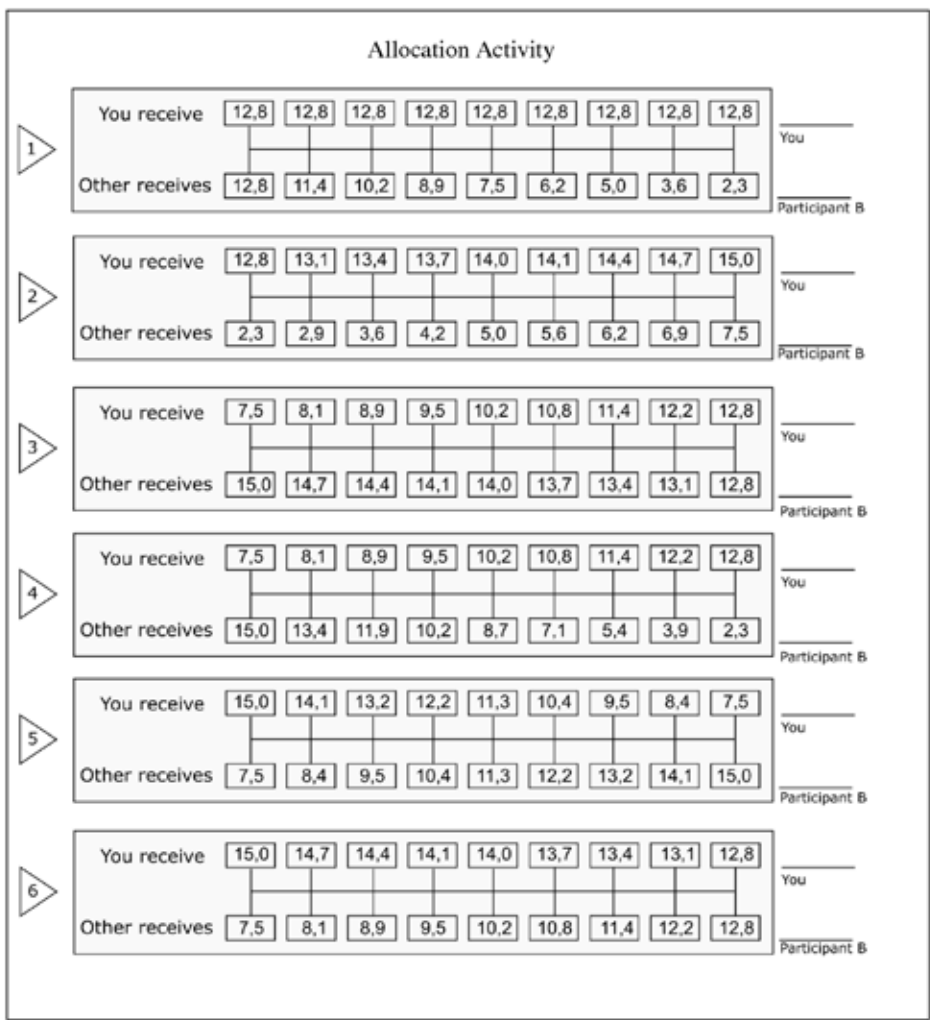 Allocation Activity
You receive 12,8 12,8 12,8 12,8 12,8 12,8 12,8 12,8 12,8
You
1
Other receives 12,8 11,4 10,2 8,9 7,5 6,2 5,0 3,6 2,3
Participant B
You receive 12,8 13,1 13,4 13,7 14,0 14,1 14,4 14,7 15,0
You
2
Other receives 2,3 2,9 3,6 4,2 5,0 5,6 6,2 6,9 7,5
Participant B
You receive 7,5 8,1 8,9 9,5 10,2 10,8 11,4 12,2 12,8
You
3
Other receives 15,0 14,7 14,4 14,1 14,0 13,7 13,4 13,1 12,8
Participant B
You receive 7,5 8,1 8,9 9,5 10,2 10,8 11,4 12,2 12,8
You
4
Other receives 15,0 13,4 11,9 10,2 8,7 7,1 5,4 3,9 2,3
Participant B
You receive 15,0 14,1 13,2 12,2 11,3 10,4 9,5 8,4 7,5
You
5
Other receives 7,5 8,4 9,5 10,4 11,3 12,2 13,2 14,1 15,0
Participant B
You receive 15,0 14,7 14,4 14,1 14,0 13,7 13,4 13,1 12,8
You
6
Other receives 7,5 8,1 8,9 9,5 10,2 10,8 11,4 12,2 12,8
Participant B